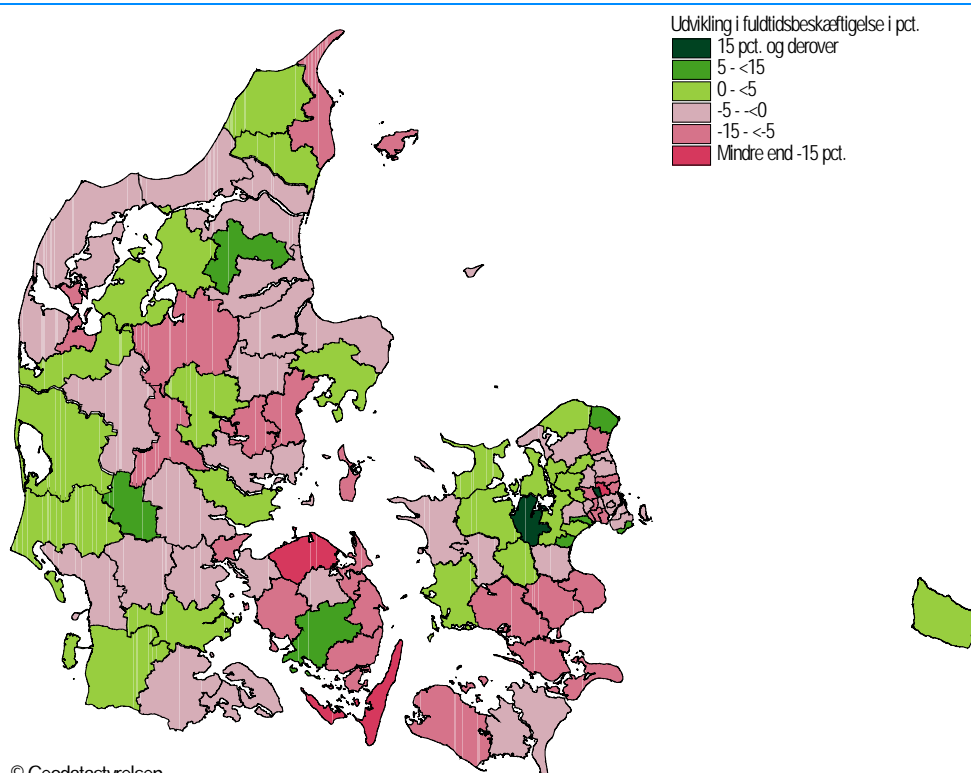 Udvikling i fuldtidsbeskæftigelse i pct.
15 pct. og derover
5 - <15
0 - <5
-5 - -<0
-15 - <-5
Mindre end -15 pct.
© Geodatastyrelsen